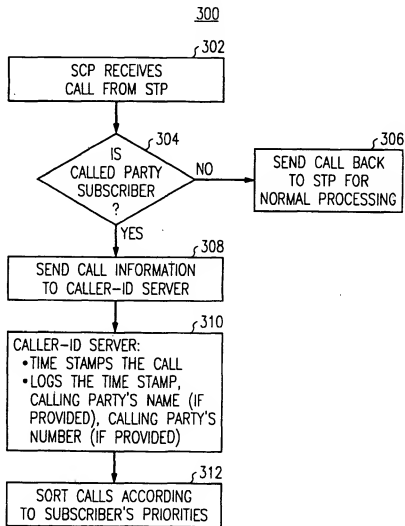 300
302
SCP RECEIVES
CALL FROM STP
304
IS
CALLED PARTY
SUBSCRIBER
?
NO
306
SEND CALL BACK
TO STP FOR
NORMAL PROCESSING
YES
308
SEND CALL INFORMATION
TO CALLER-ID SERVER
310
CALLER-ID SERVER:
•TIME STAMPS THE CALL
•LOGS THE TIME STAMP,
CALLING PARTY'S NAME (IF
PROVIDED), CALLING PARTY'S
NUMBER (IF PROVIDED)
312
SORT CALLS ACCORDING
TO SUBSCRIBER'S PRIORITIES